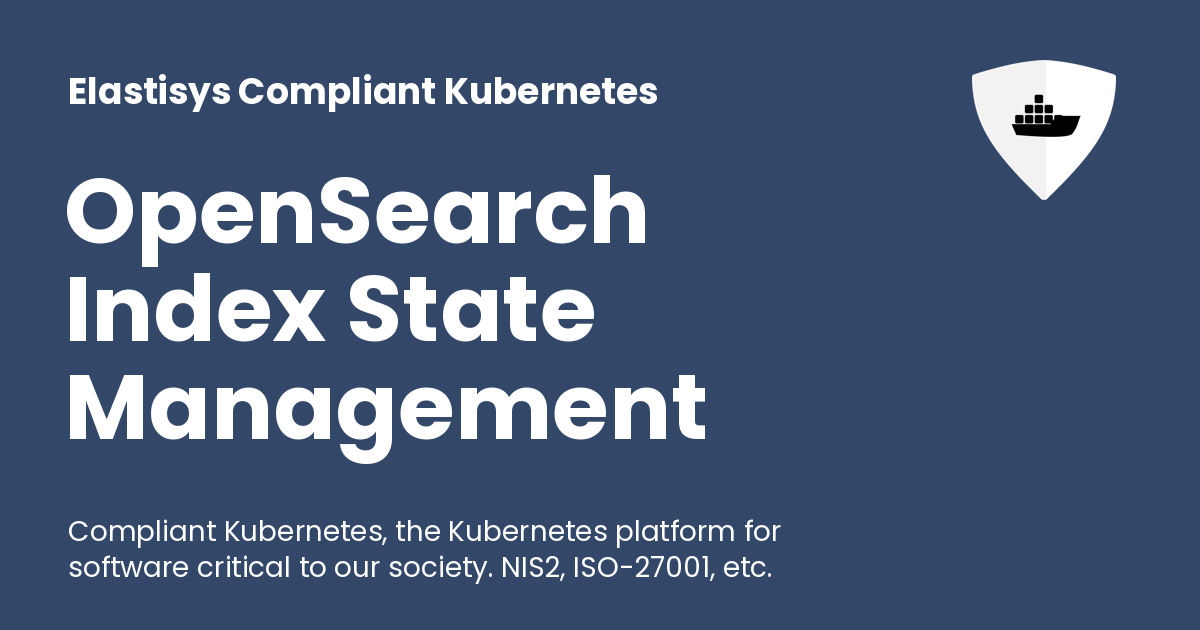 Elastisys Compliant Kubernetes
OpenSearch
Index State
Management
Compliant Kubernetes, the Kubernetes platform for
software critical to our society. NIS2, ISO-27001, etc.